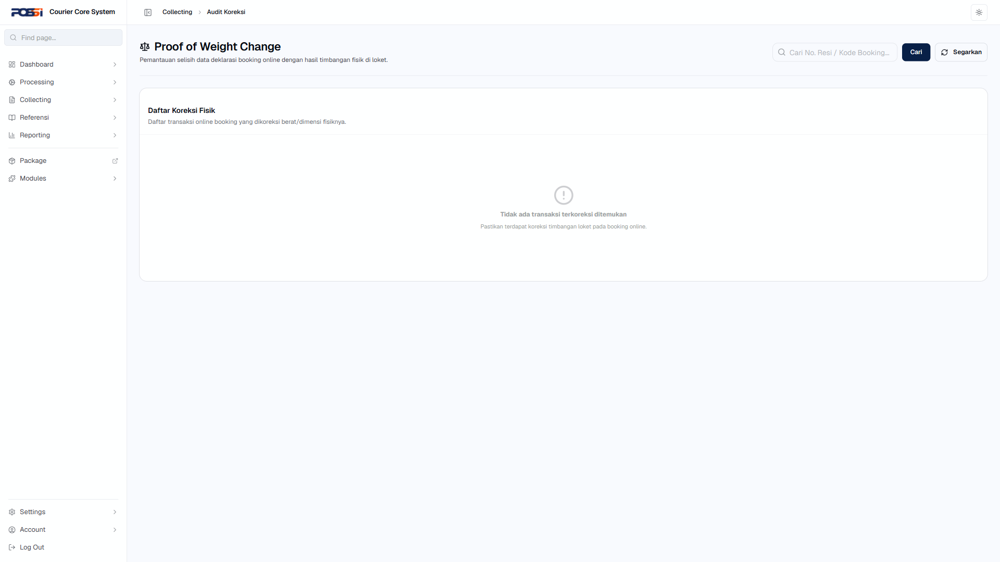 POSSI Courier Core System
Collecting > Audit Koreksi
Find page...
Dashboard
Processing
Collecting
Referensi
Reporting
Package
Modules
Settings
Account
Log Out
Proof of Weight Change
Pemantauan selisih data deklarasi booking online dengan hasil timbangan fisik di loket.
Cari No. Resi / Kode Booking...
Cari
Segarkan
Daftar Koreksi Fisik
Daftar transaksi online booking yang dikoreksi berat/dimensi fisiknya.
Tidak ada transaksi terkoreksi ditemukan
Pastikan terdapat koreksi timbangan loket pada booking online.